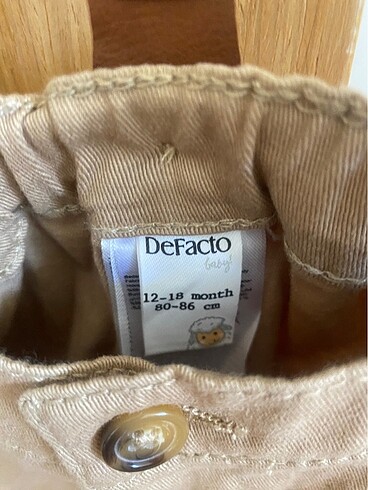 DeFacto
baby!
12-18 month
80-86 cm